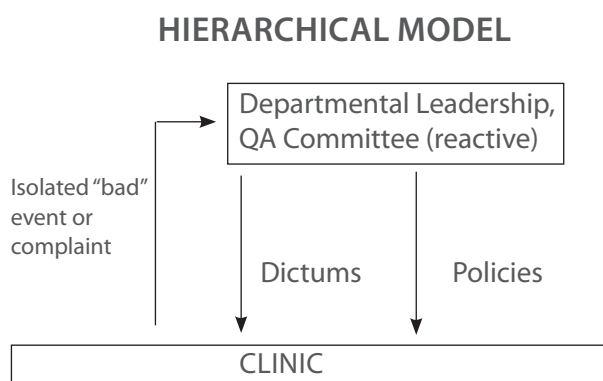 HIERARCHICAL MODEL
Departmental Leadership,
QA Committee (reactive)
Isolated “bad”
event or
complaint
Dictums
Policies
CLINIC